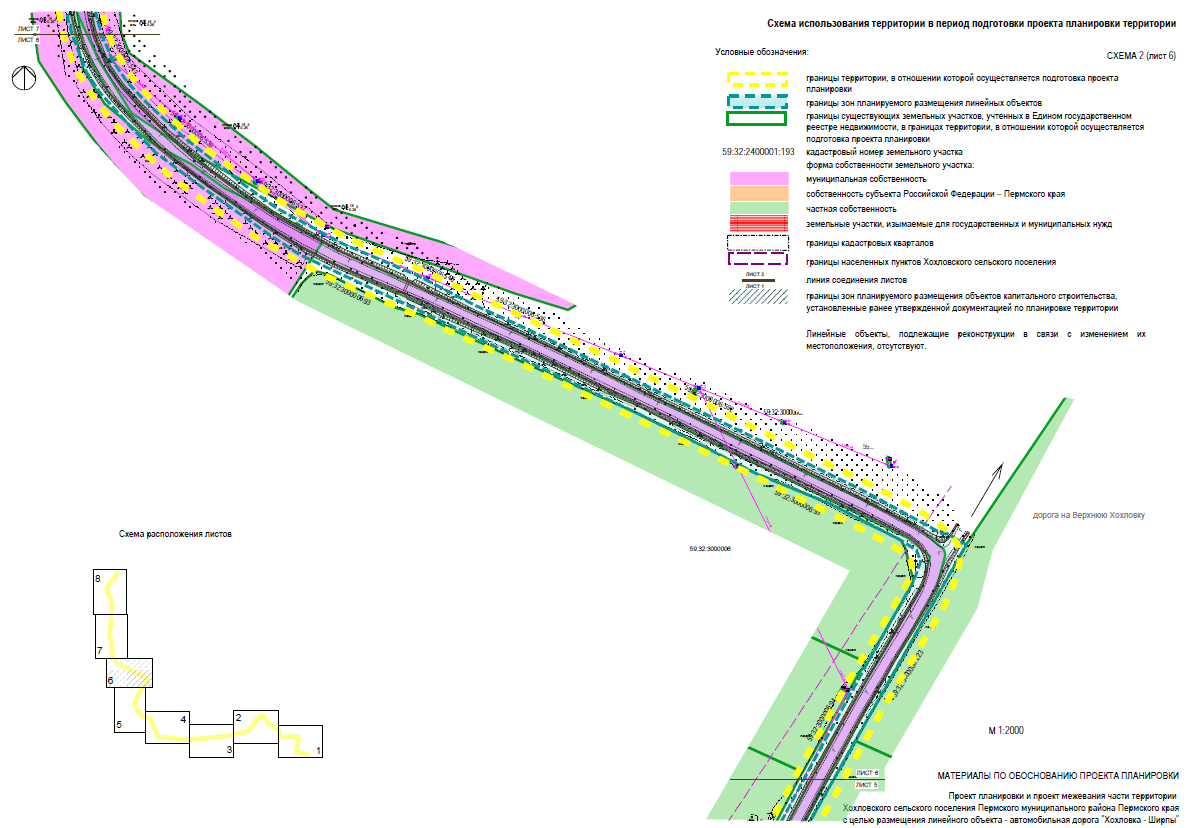 Схема использования территории в период подготовки проекта планировки территории
ЛИСТ 7
ЛИСТ 6
Условные обозначения:
СХЕМА 2 (лист 6)
границы территории, в отношении которой осуществляется подготовка проекта
планировки
границы зон планируемого размещения линейных объектов
границы существующих земельных участков, учтенных в Едином государственном
реестре недвижимости, в границах территории, в отношении которой осуществляется
подготовка проекта планировки
59:32:2400001:193 кадастровый номер земельного участка
форма собственности земельного участка:
муниципальная собственность
собственность субъекта Российской Федерации – Пермского края
частная собственность
земельные участки, изымаемые для государственных и муниципальных нужд
границы кадастровых кварталов
границы населенных пунктов Хохловского сельского поселения
ЛИСТ 2
линия соединения листов
ЛИСТ 1
границы зон планируемого размещения объектов капитального строительства,
установленные ранее утвержденной документацией по планировке территории
Линейные объекты, подлежащие реконструкции в связи с изменением их
местоположения, отсутствуют.
дорога на Верхнюю Хохловку
59:32:3000006
Схема расположения листов
8
7
6
5
4
3
2
1
М 1:2000
ЛИСТ 6
ЛИСТ 5
МАТЕРИАЛЫ ПО ОБОСНОВАНИЮ ПРОЕКТА ПЛАНИРОВКИ
Проект планировки и проект межевания части территории
Хохловского сельского поселения Пермского муниципального района Пермского края
с целью размещения линейного объекта - автомобильная дорога "Хохловка - Ширпы"